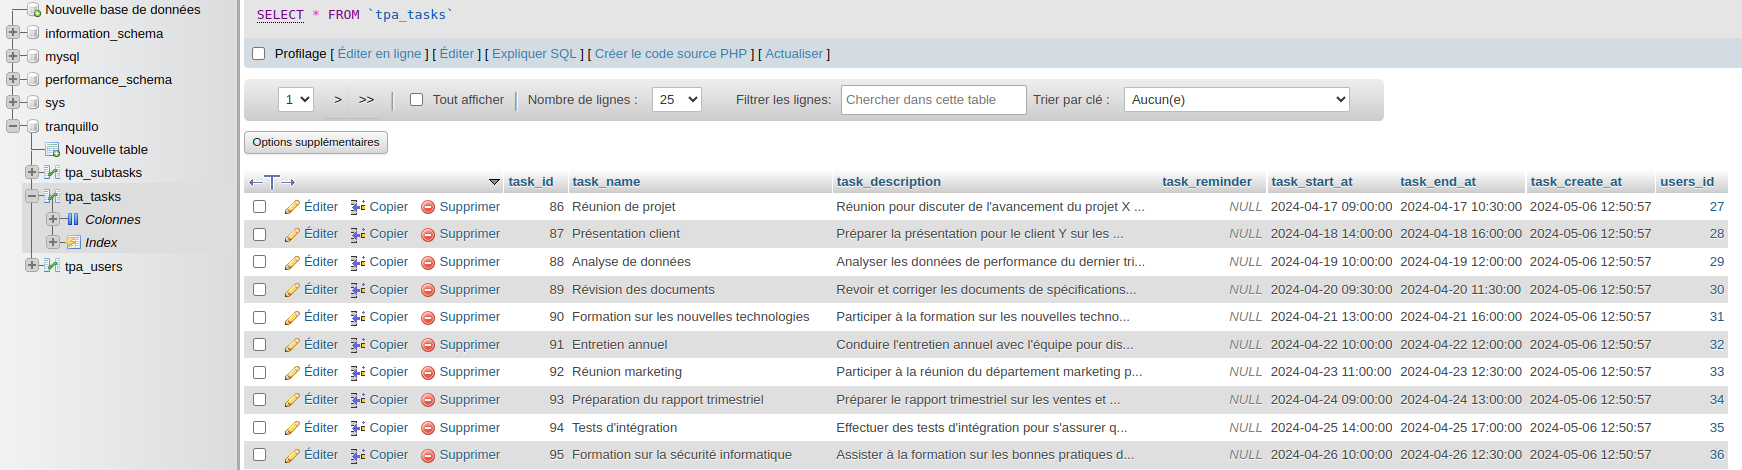 Nouvelle base de données
information_schema
mysql
performance_schema
sys
tranquillo
Nouvelle table
tpa_subtasks
tpa_tasks
Colonnes
Index
tpa_users
SELECT * FROM `tpa_tasks`
Profilage [ Éditer en ligne ] [ Éditer ] [ Expliquer SQL ] [ Créer le code source PHP ] [ Actualiser ]
1 > >> | Tout afficher | Nombre de lignes : 25 Filtrer les lignes: Chercher dans cette table Trier par clé : Aucun(e)
Options supplémentaires
←T→ task_id task_name task_description task_reminder task_start_at task_end_at task_create_at users_id
Éditer Copier Supprimer 86 Réunion de projet Réunion pour discuter de l'avancement du projet X ... NULL 2024-04-17 09:00:00 2024-04-17 10:30:00 2024-05-06 12:50:57 27
Éditer Copier Supprimer 87 Présentation client Préparer la présentation pour le client Y sur les ... NULL 2024-04-18 14:00:00 2024-04-18 16:00:00 2024-05-06 12:50:57 28
Éditer Copier Supprimer 88 Analyse de données Analyser les données de performance du dernier tri... NULL 2024-04-19 10:00:00 2024-04-19 12:00:00 2024-05-06 12:50:57 29
Éditer Copier Supprimer 89 Révision des documents Revoir et corriger les documents de spécifications... NULL 2024-04-20 09:30:00 2024-04-20 11:30:00 2024-05-06 12:50:57 30
Éditer Copier Supprimer 90 Formation sur les nouvelles technologies Participer à la formation sur les nouvelles techno... NULL 2024-04-21 13:00:00 2024-04-21 16:00:00 2024-05-06 12:50:57 31
Éditer Copier Supprimer 91 Entretien annuel Conduire l'entretien annuel avec l'équipe pour dis... NULL 2024-04-22 10:00:00 2024-04-22 12:00:00 2024-05-06 12:50:57 32
Éditer Copier Supprimer 92 Réunion marketing Participer à la réunion du département marketing p... NULL 2024-04-23 11:00:00 2024-04-23 12:30:00 2024-05-06 12:50:57 33
Éditer Copier Supprimer 93 Préparation du rapport trimestriel Préparer le rapport trimestriel sur les ventes et ... NULL 2024-04-24 09:00:00 2024-04-24 13:00:00 2024-05-06 12:50:57 34
Éditer Copier Supprimer 94 Tests d'intégration Effectuer des tests d'intégration pour s'assurer q... NULL 2024-04-25 14:00:00 2024-04-25 17:00:00 2024-05-06 12:50:57 35
Éditer Copier Supprimer 95 Formation sur la sécurité informatique Assister à la formation sur les bonnes pratiques d... NULL 2024-04-26 10:00:00 2024-04-26 12:30:00 2024-05-06 12:50:57 36